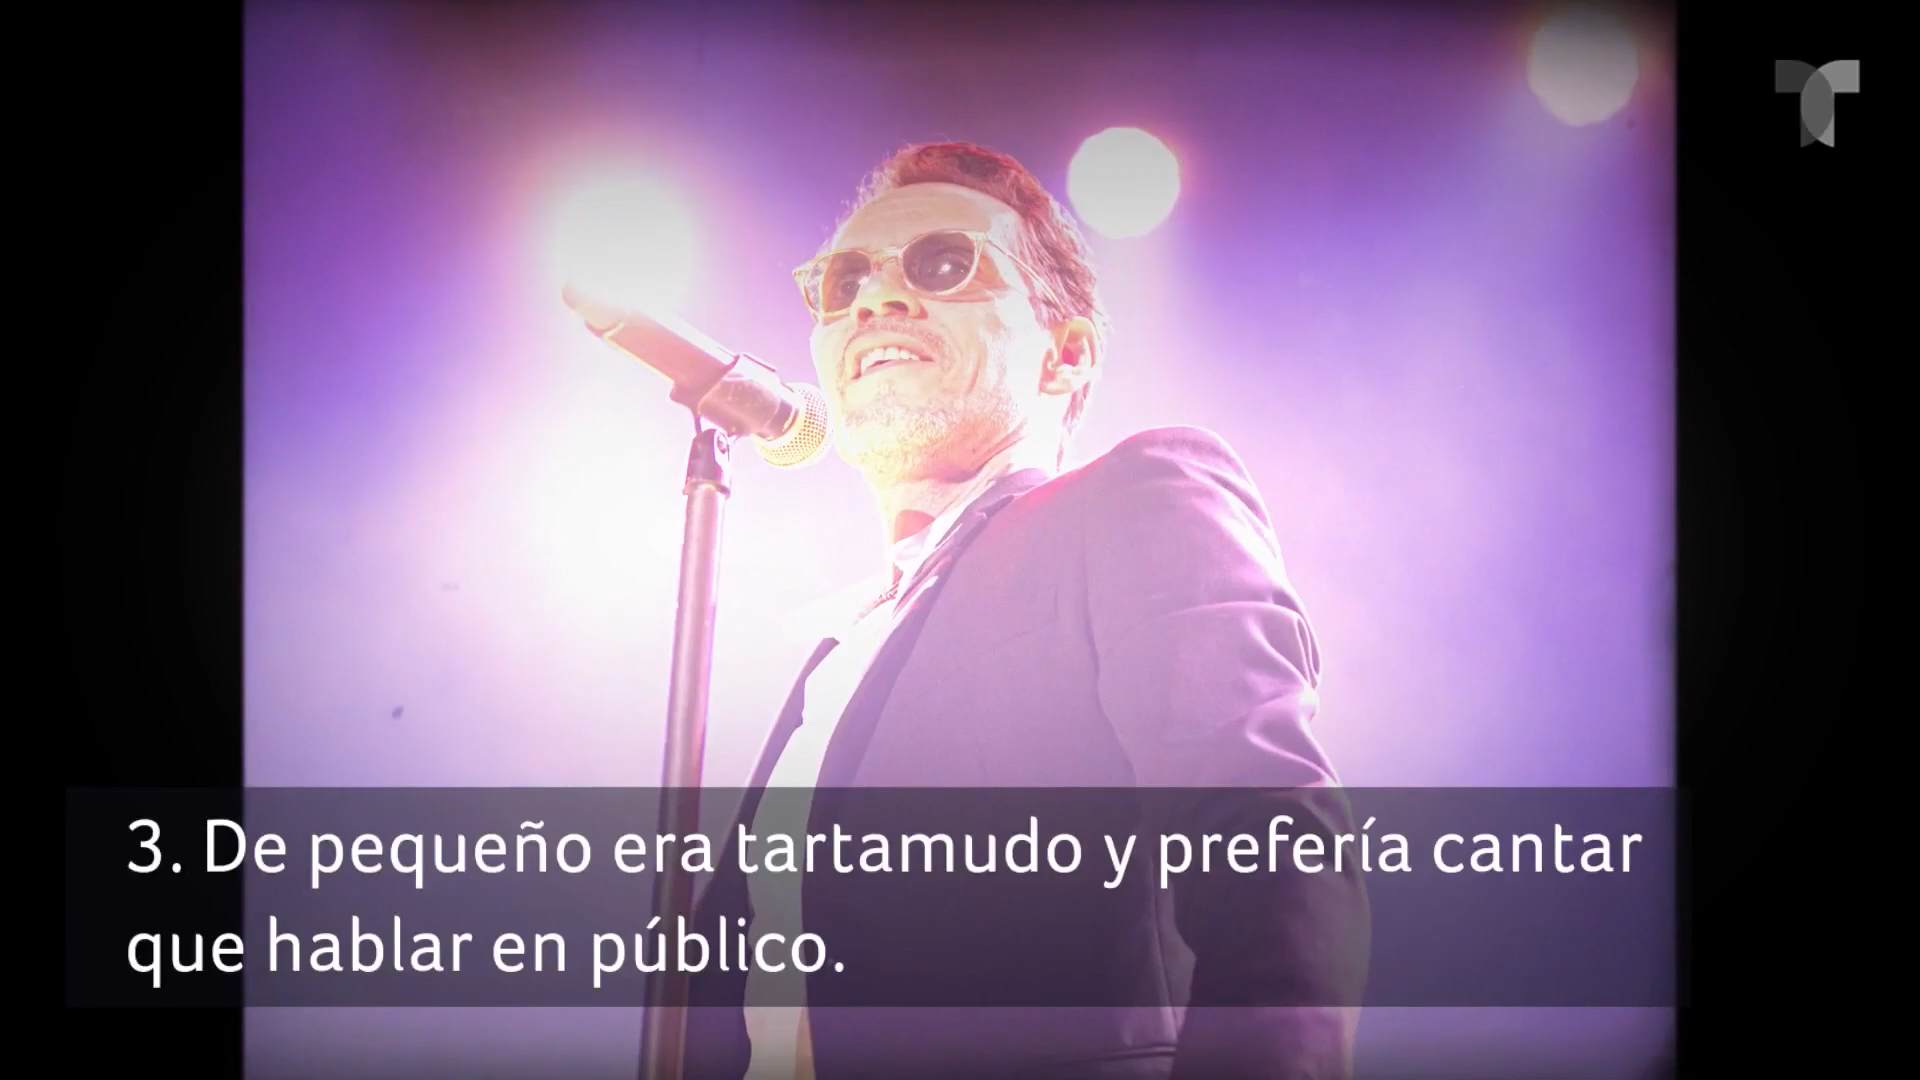 3. De pequeño era tartamudo y prefería cantar
que hablar en público.